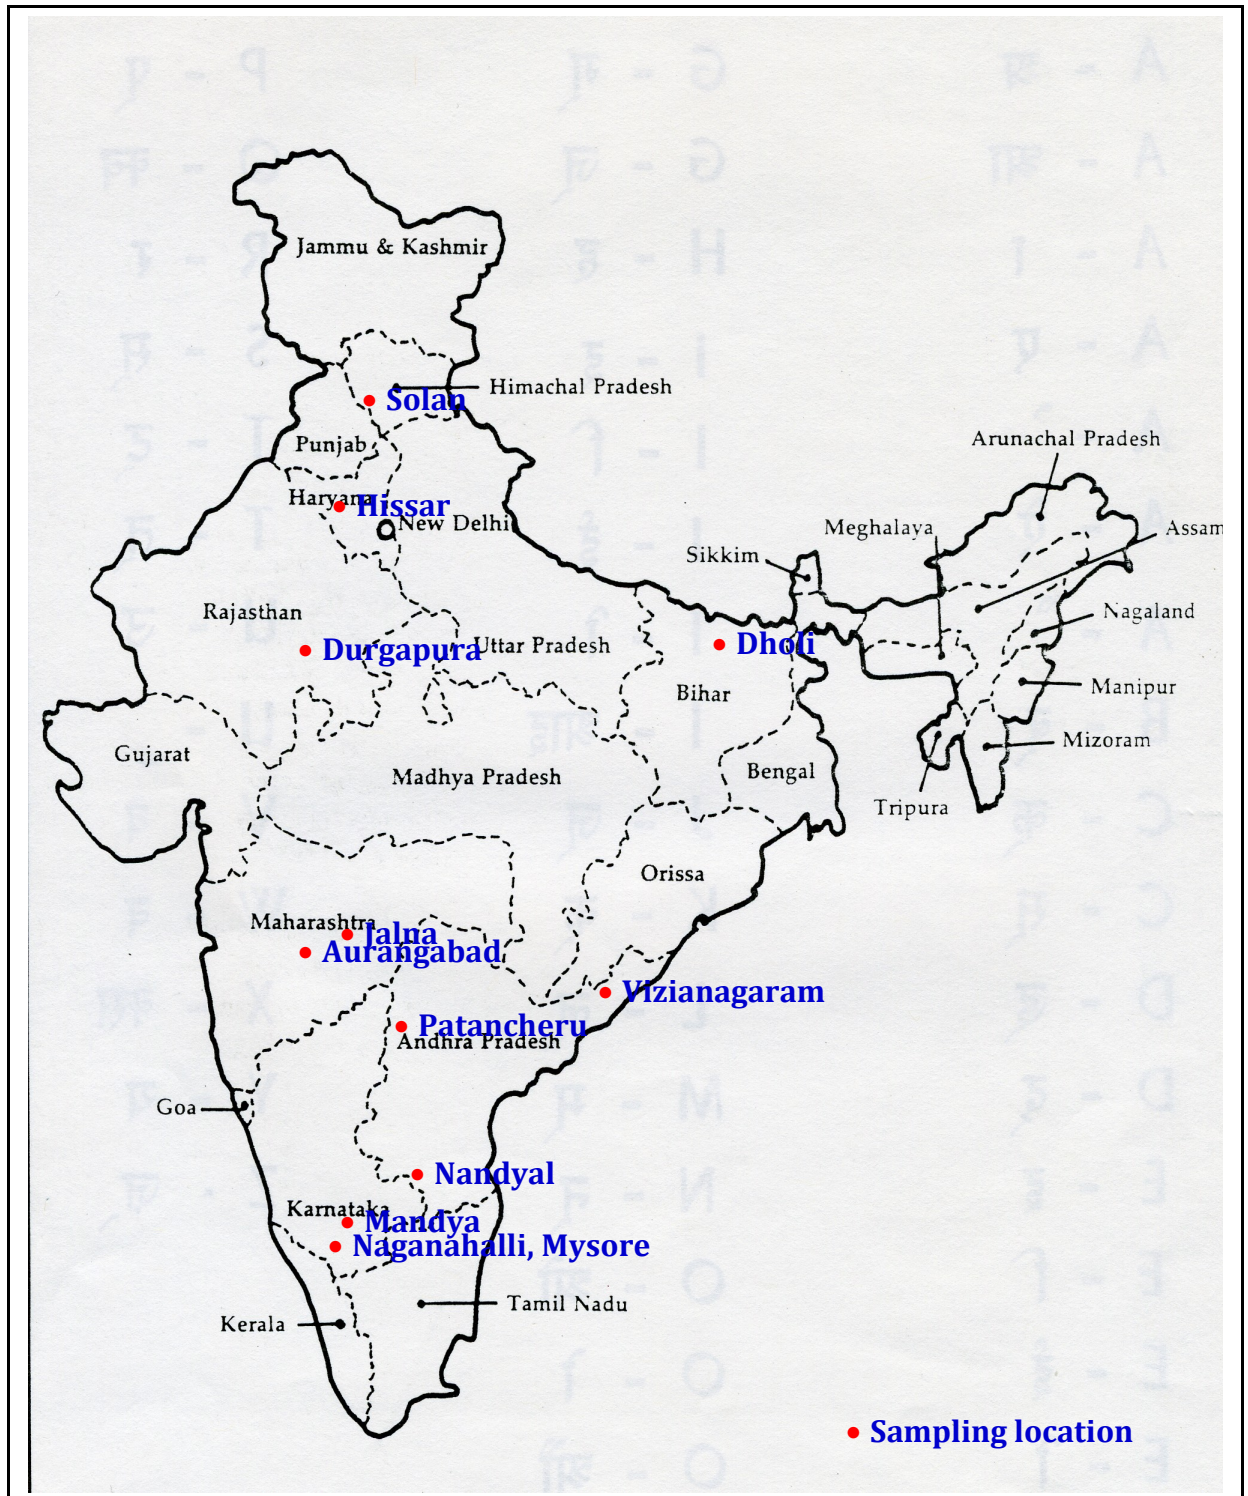 Jammu & Kashmir
Himachal Pradesh
Solan
Punjab
Arunachal Pradesh
Haryana
Hissar
New Delhi
Meghalaya
Assam
Sikkim
Rajasthan
Nagaland
Durgapura
Uttar Pradesh
Dholi
Bihar
Manipur
Gujarat
Madhya Pradesh
Bengal
Mizoram
Tripura
Orissa
Maharashtra
Jalna
Aurangabad
Vizianagaram
Patancheru
Andhra Pradesh
Goa
Nandyal
Karnataka
Mandya
Naganahalli, Mysore
Tamil Nadu
Kerala
Sampling location